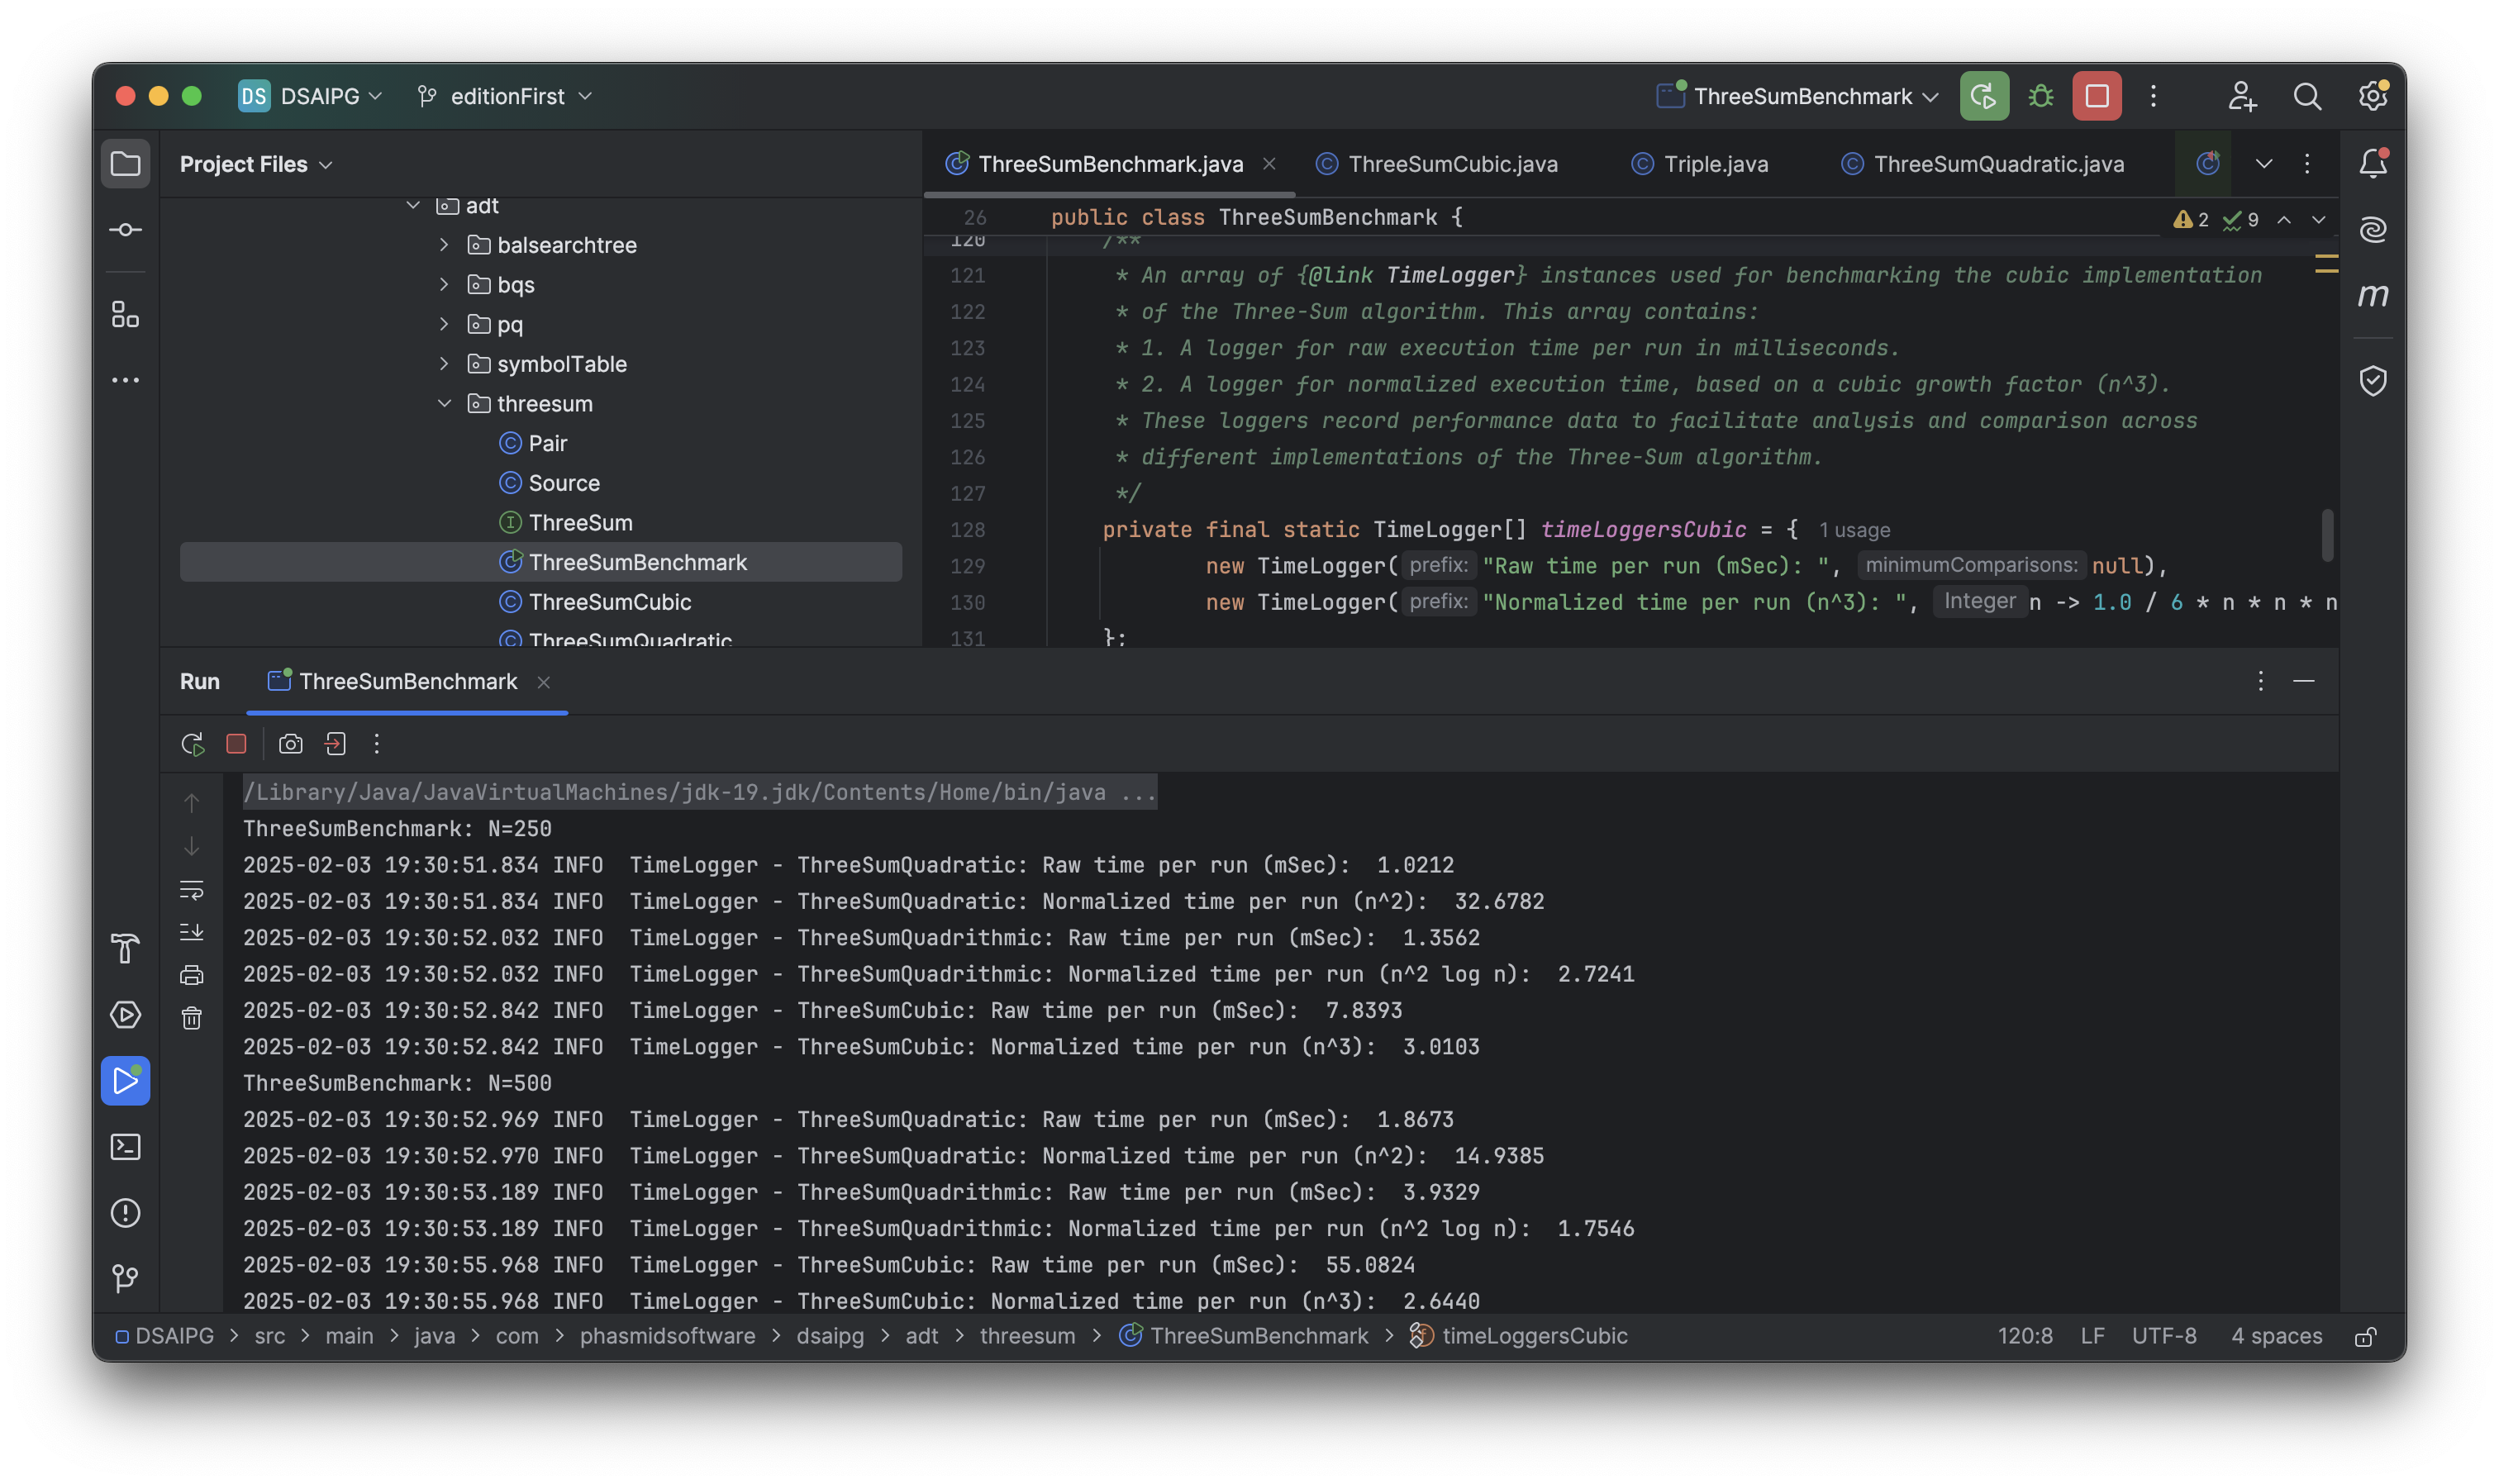 DS DSAIPG editionFirst ThreeSumBenchmark
Project Files
adt
balsearchtree
bqs
pq
symbolTable
threesum
Pair
Source
ThreeSum
ThreeSumBenchmark
ThreeSumCubic
ThreeSumQuadratic
ThreeSumBenchmark.java ThreeSumCubic.java Triple.java ThreeSumQuadratic.java
26 public class ThreeSumBenchmark { 2 9
120 /**
121 * An array of {@link TimeLogger} instances used for benchmarking the cubic implementation
122 * of the Three-Sum algorithm. This array contains:
123 * 1. A logger for raw execution time per run in milliseconds.
124 * 2. A logger for normalized execution time, based on a cubic growth factor (n^3).
125 * These loggers record performance data to facilitate analysis and comparison across
126 * different implementations of the Three-Sum algorithm.
127 */
128 private final static TimeLogger[] timeLoggersCubic = { 1 usage
129 new TimeLogger( prefix: "Raw time per run (mSec): ", minimumComparisons: null),
130 new TimeLogger( prefix: "Normalized time per run (n^3): ", Integer n -> 1.0 / 6 * n * n * n
131 };
m
Run ThreeSumBenchmark
/Library/Java/JavaVirtualMachines/jdk-19.jdk/Contents/Home/bin/java ...
ThreeSumBenchmark: N=250
2025-02-03 19:30:51.834 INFO  TimeLogger - ThreeSumQuadratic: Raw time per run (mSec):  1.0212
2025-02-03 19:30:51.834 INFO  TimeLogger - ThreeSumQuadratic: Normalized time per run (n^2):  32.6782
2025-02-03 19:30:52.032 INFO  TimeLogger - ThreeSumQuadrithmic: Raw time per run (mSec):  1.3562
2025-02-03 19:30:52.032 INFO  TimeLogger - ThreeSumQuadrithmic: Normalized time per run (n^2 log n):  2.7241
2025-02-03 19:30:52.842 INFO  TimeLogger - ThreeSumCubic: Raw time per run (mSec):  7.8393
2025-02-03 19:30:52.842 INFO  TimeLogger - ThreeSumCubic: Normalized time per run (n^3):  3.0103
ThreeSumBenchmark: N=500
2025-02-03 19:30:52.969 INFO  TimeLogger - ThreeSumQuadratic: Raw time per run (mSec):  1.8673
2025-02-03 19:30:52.970 INFO  TimeLogger - ThreeSumQuadratic: Normalized time per run (n^2):  14.9385
2025-02-03 19:30:53.189 INFO  TimeLogger - ThreeSumQuadrithmic: Raw time per run (mSec):  3.9329
2025-02-03 19:30:53.189 INFO  TimeLogger - ThreeSumQuadrithmic: Normalized time per run (n^2 log n):  1.7546
2025-02-03 19:30:55.968 INFO  TimeLogger - ThreeSumCubic: Raw time per run (mSec):  55.0824
2025-02-03 19:30:55.968 INFO  TimeLogger - ThreeSumCubic: Normalized time per run (n^3):  2.6440
DSAIPG > src > main > java > com > phasmidsoftware > dsaipg > adt > threesum > ThreeSumBenchmark > timeLoggersCubic 120:8 LF UTF-8 4 spaces